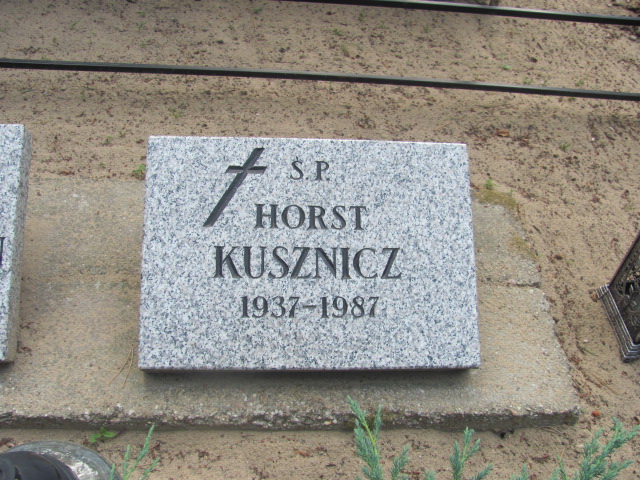 Ś.P.
HORST
KUSZNICZ
1937-1987